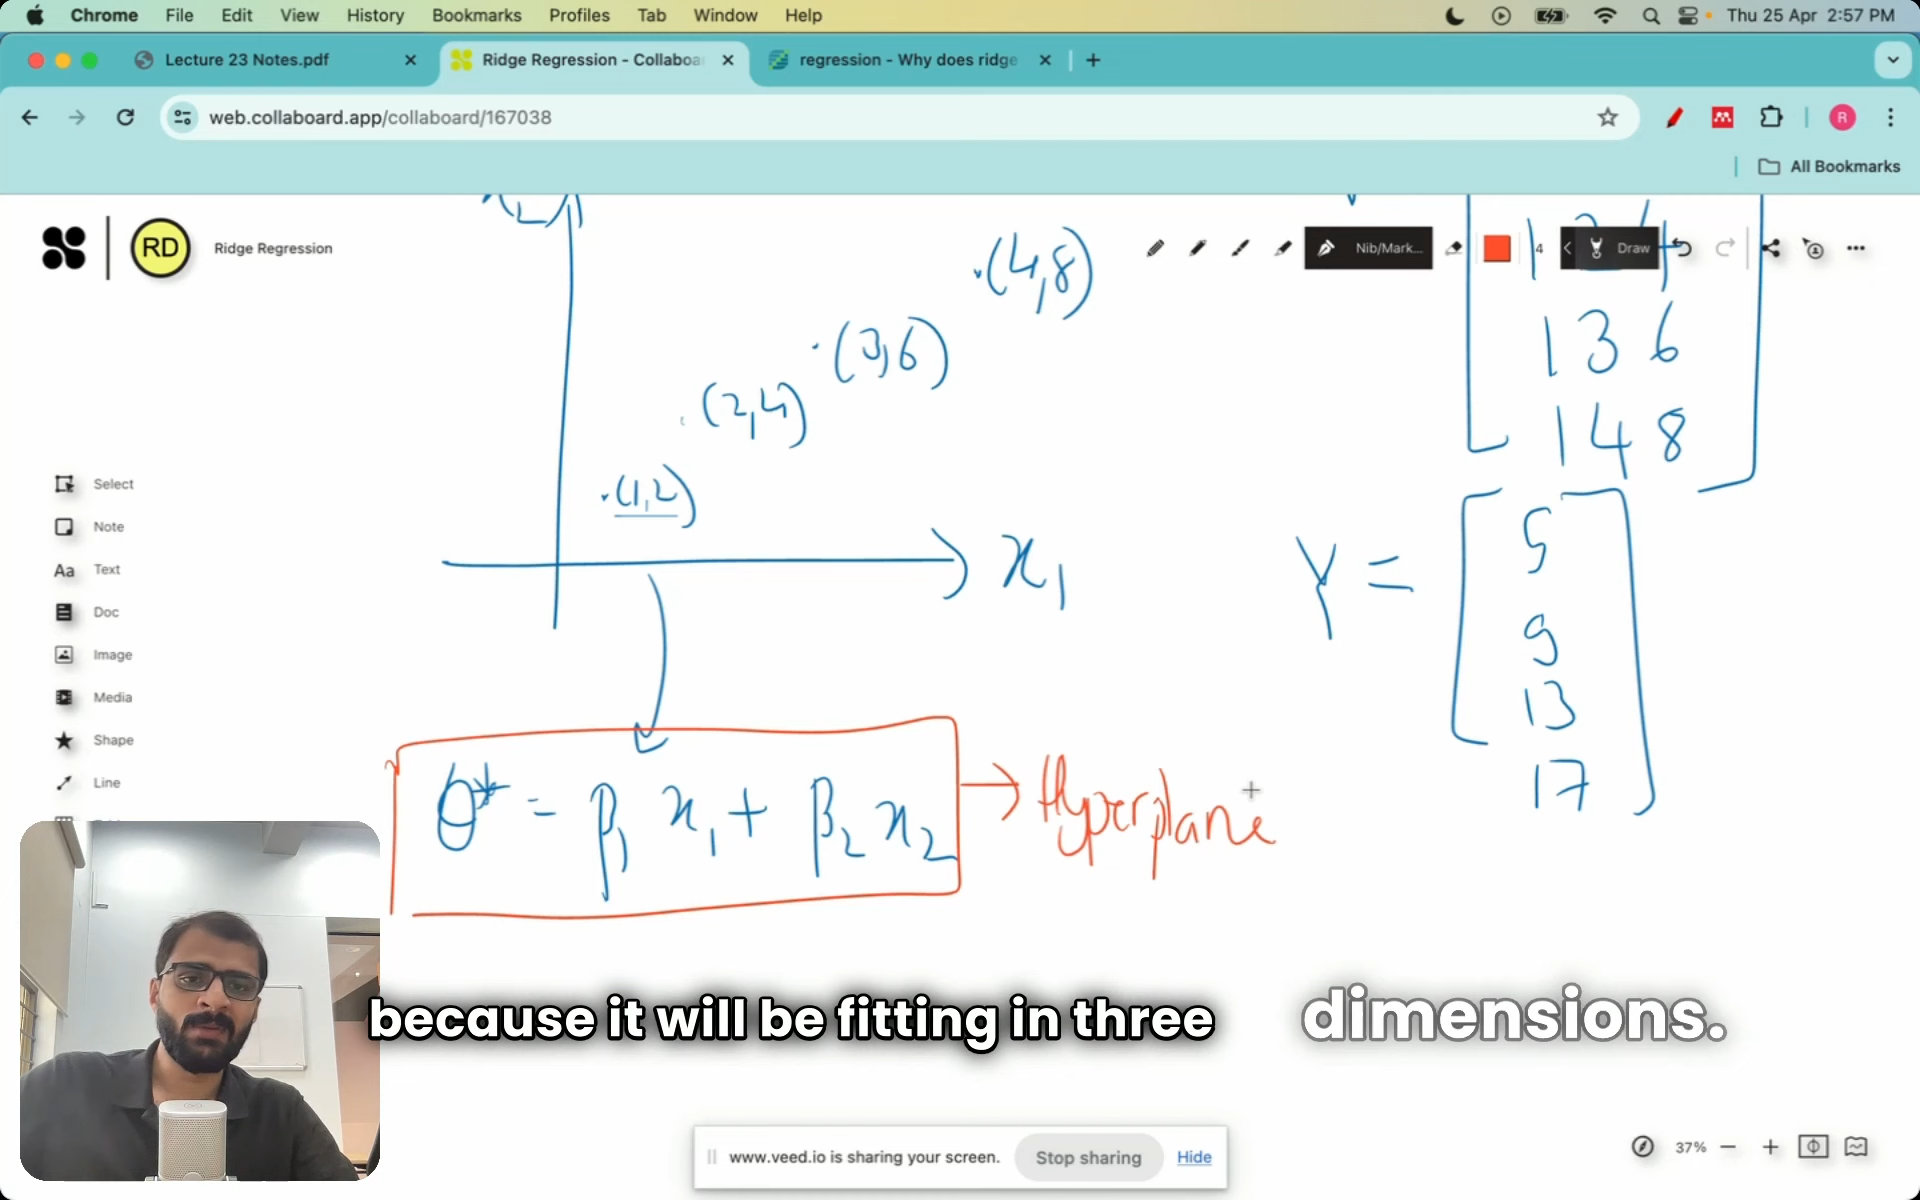 Chrome File Edit View History Bookmarks Profiles Tab Window Help Thu 25 Apr 2:57 PM
Lecture 23 Notes.pdf Ridge Regression - Collaboa regression - Why does ridge
web.collaboard.app/collaboard/167038 R
All Bookmarks
RD Ridge Regression Nib/Mark... 4 Draw
(4,8)
(3,6)
(2,4)
(1,2)
x1
1 3 6
1 4 8
Y =
5
9
13
17
Select
Note
Aa Text
Doc
Image
Media
Shape
Line
θ* = β1 x1 + β2 x2 → Hyperplane
because it will be fitting in three dimensions.
www.veed.io is sharing your screen. Stop sharing Hide
37%